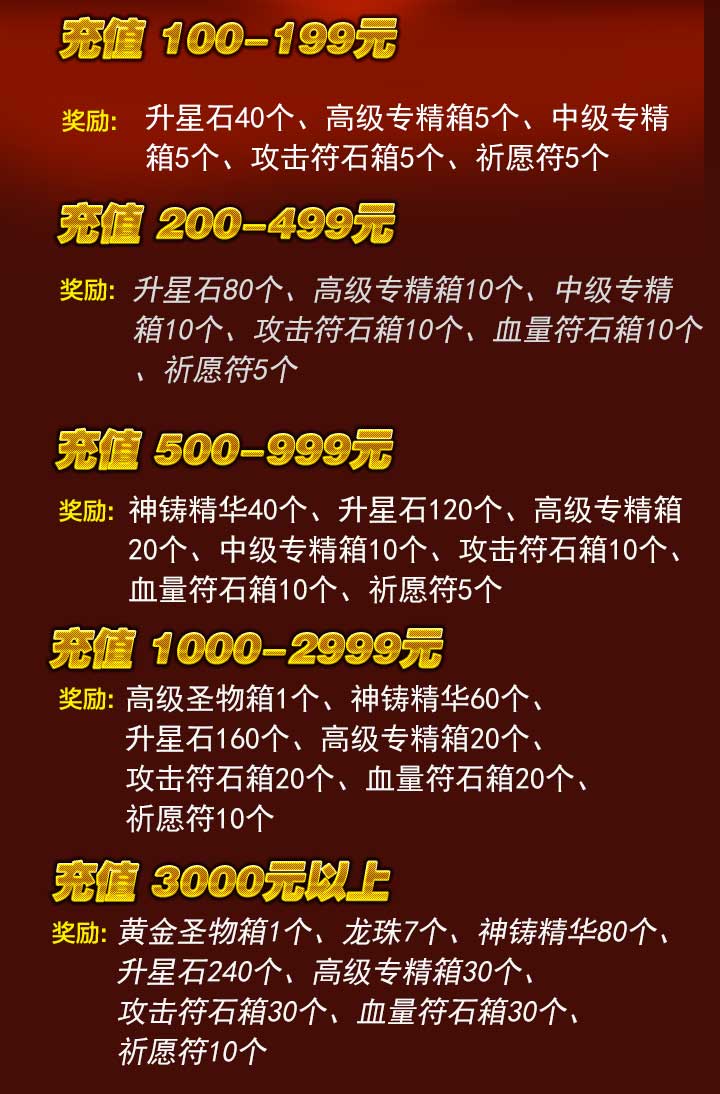 充值 100-199元
奖励: 升星石40个、高级专精箱5个、中级专精
箱5个、攻击符石箱5个、祈愿符5个
充值 200-499元
奖励: 升星石80个、高级专精箱10个、中级专精
箱10个、攻击符石箱10个、血量符石箱10个
、祈愿符5个
充值 500-999元
奖励: 神铸精华40个、升星石120个、高级专精箱
20个、中级专精箱10个、攻击符石箱10个、
血量符石箱10个、祈愿符5个
充值 1000-2999元
奖励: 高级圣物箱1个、神铸精华60个、
升星石160个、高级专精箱20个、
攻击符石箱20个、血量符石箱20个、
祈愿符10个
充值 3000元以上
奖励: 黄金圣物箱1个、龙珠7个、神铸精华80个、
升星石240个、高级专精箱30个、
攻击符石箱30个、血量符石箱30个、
祈愿符10个